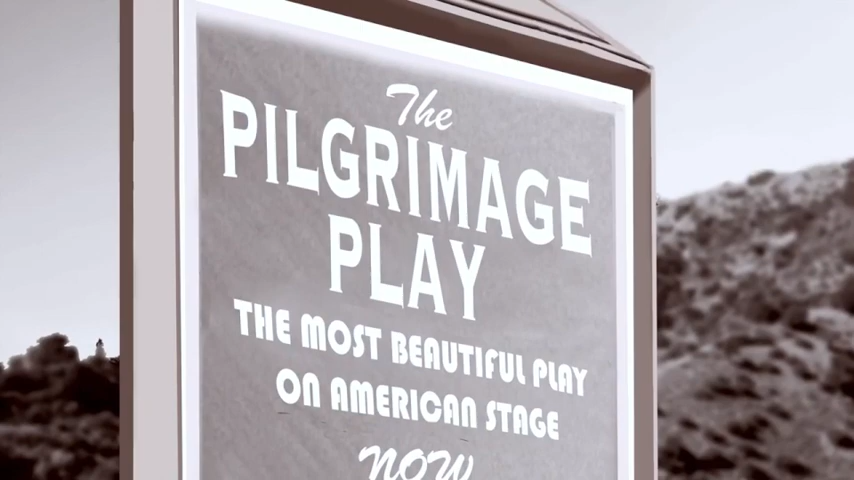 The
PILGRIMAGE
PLAY
THE MOST BEAUTIFUL PLAY
ON AMERICAN STAGE
NOW